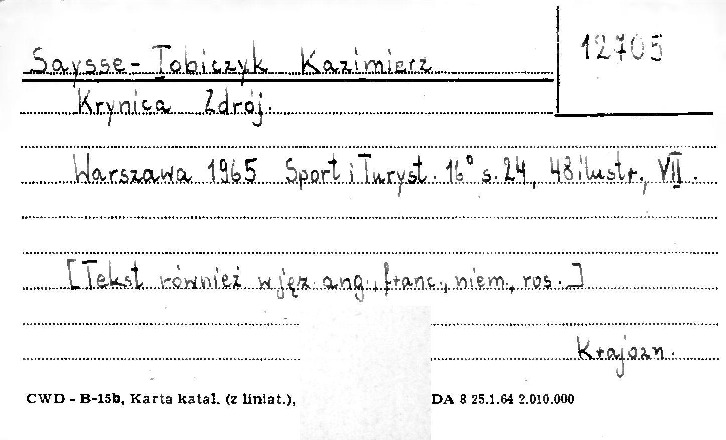 12705
Saysse-Tobiczyk Kazimierz
Krynica Zdrój.
Warszawa 1965 Sport i Turyst. 16° s. 24, 48 ilustr., VII.
[Tekst również w jęz. ang., franc., niem., ros.]
Krajozn.
CWD - B-15b, Karta katal. (z liniat.), DA 8 25.1.64 2.010.000